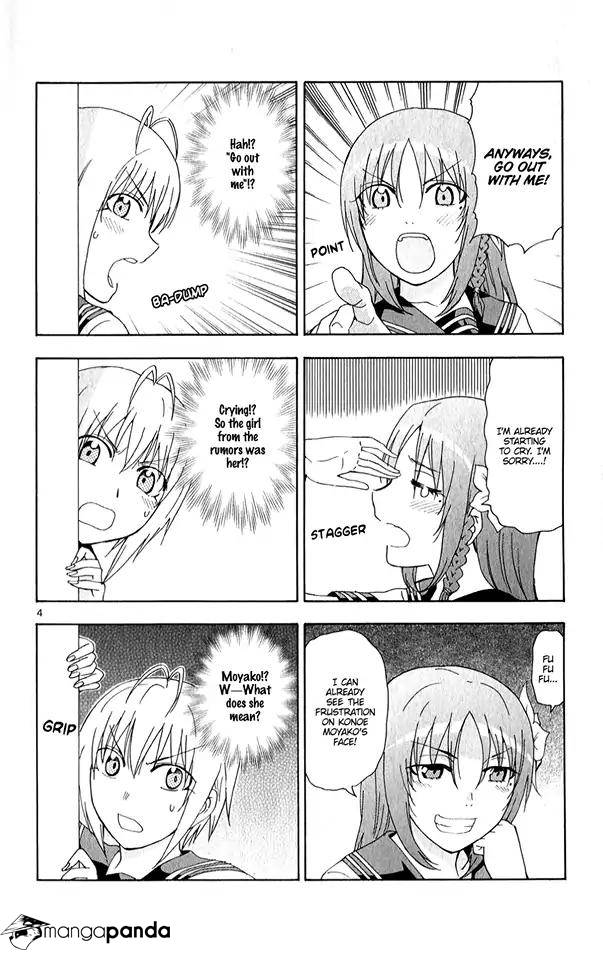 ANYWAYS,
GO OUT
WITH ME!
POINT
Hah!?
"Go out
with
me"!?
BA-DUMP
I'M ALREADY
STARTING
TO CRY. I'M
SORRY....!
STAGGER
Crying!?
So the girl
from the
rumors was
her!?
FU
FU
FU...
I CAN
ALREADY
SEE THE
FRUSTRATION
ON KONOE
MOYAKO'S
FACE!
Moyako!?
W—What
does she
mean?
GRIP
4
mangapanda